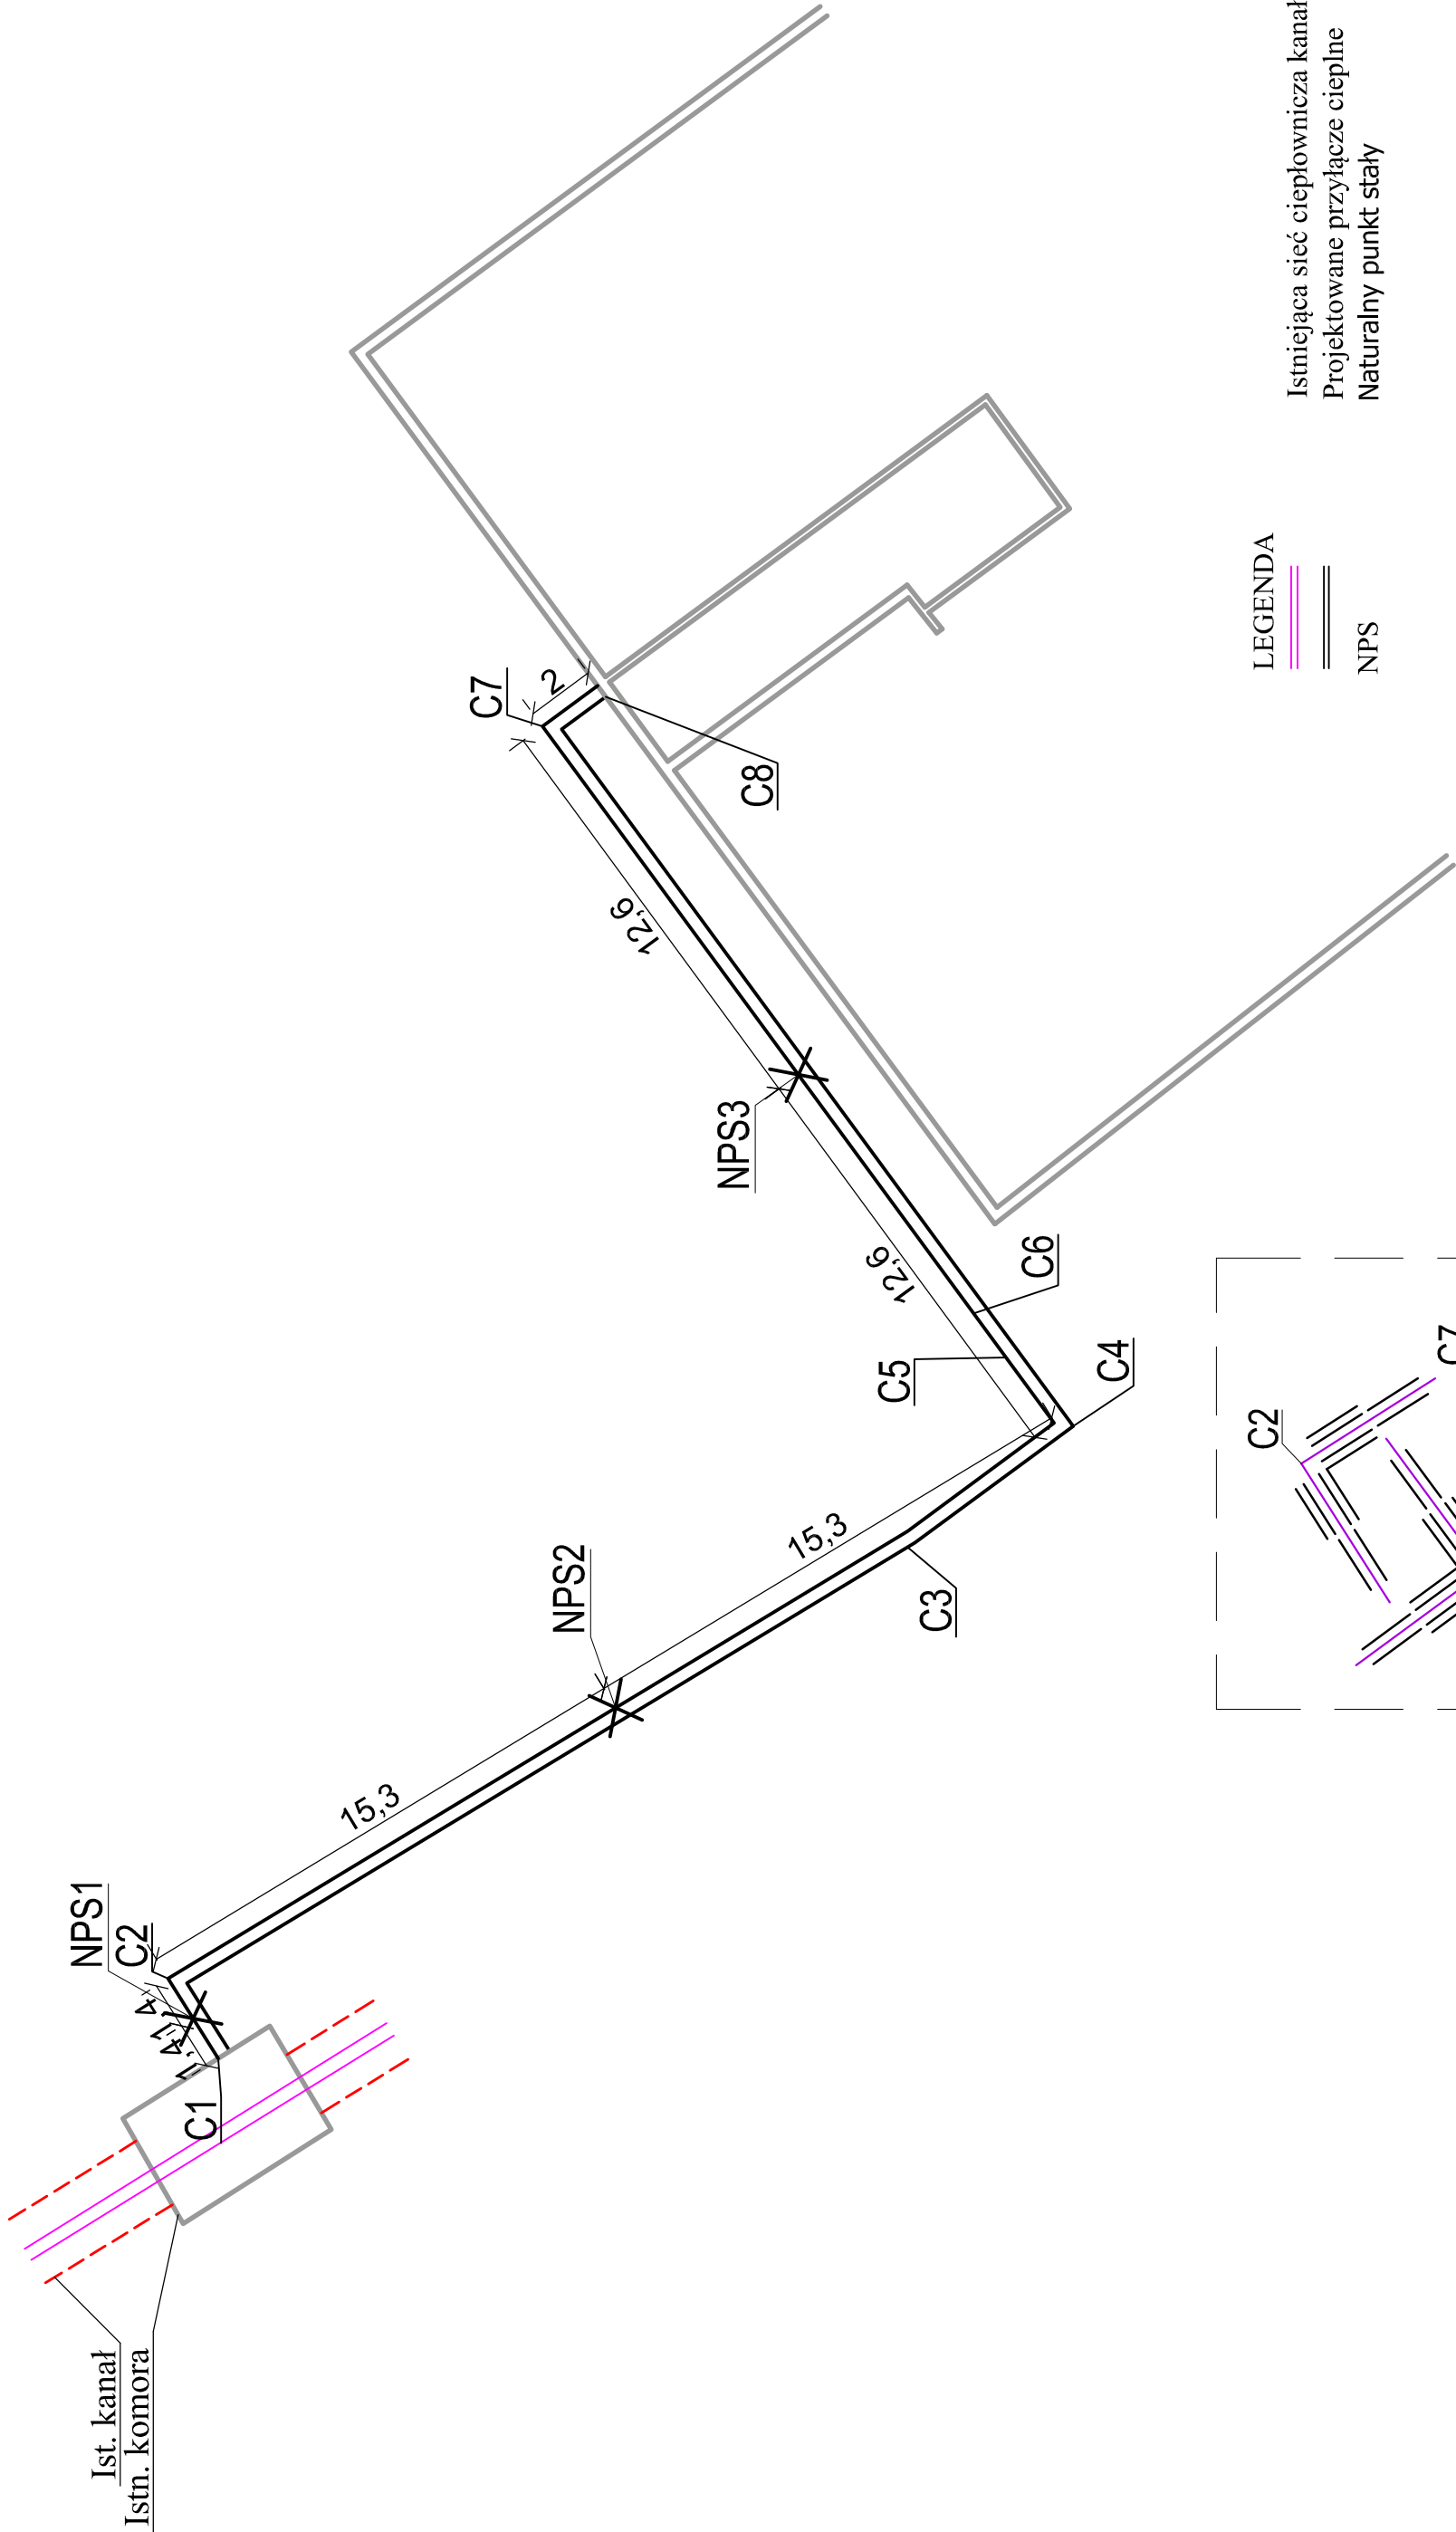 Ist. kanał
Istn. komora
C1
NPS1
C2
1,4
1,4
15,3
NPS2
15,3
C3
C4
C5
C6
12,6
NPS3
12,6
C7
2
C8
C2
C7
LEGENDA
Istniejąca sieć ciepłownicza kanał
Projektowane przyłącze cieplne
NPS
Naturalny punkt stały